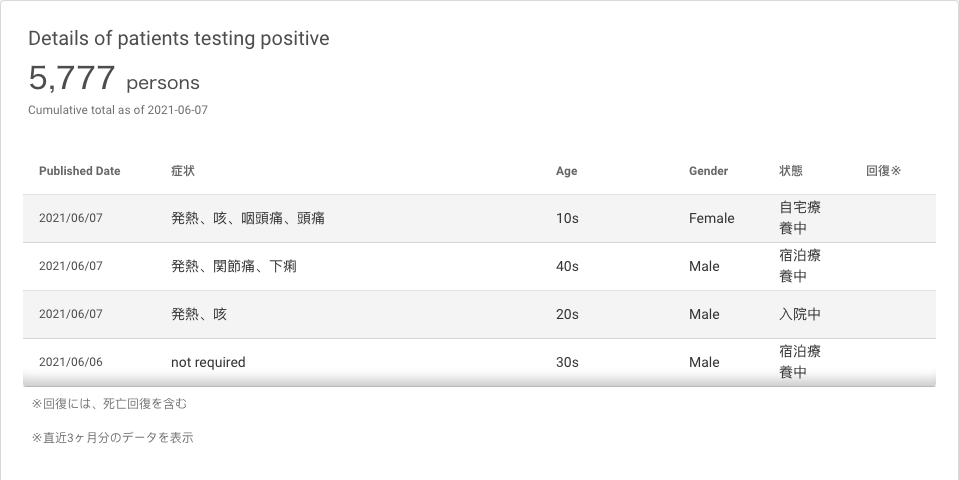 Details of patients testing positive
5,777 persons
Cumulative total as of 2021-06-07
Published Date 症状 Age Gender 状態 回復※
2021/06/07 発熱、咳、咽頭痛、頭痛 10s Female 自宅療
養中
2021/06/07 発熱、関節痛、下痢 40s Male 宿泊療
養中
2021/06/07 発熱、咳 20s Male 入院中
2021/06/06 not required 30s Male 宿泊療
養中
※回復には、死亡回復を含む
※直近3ヶ月分のデータを表示